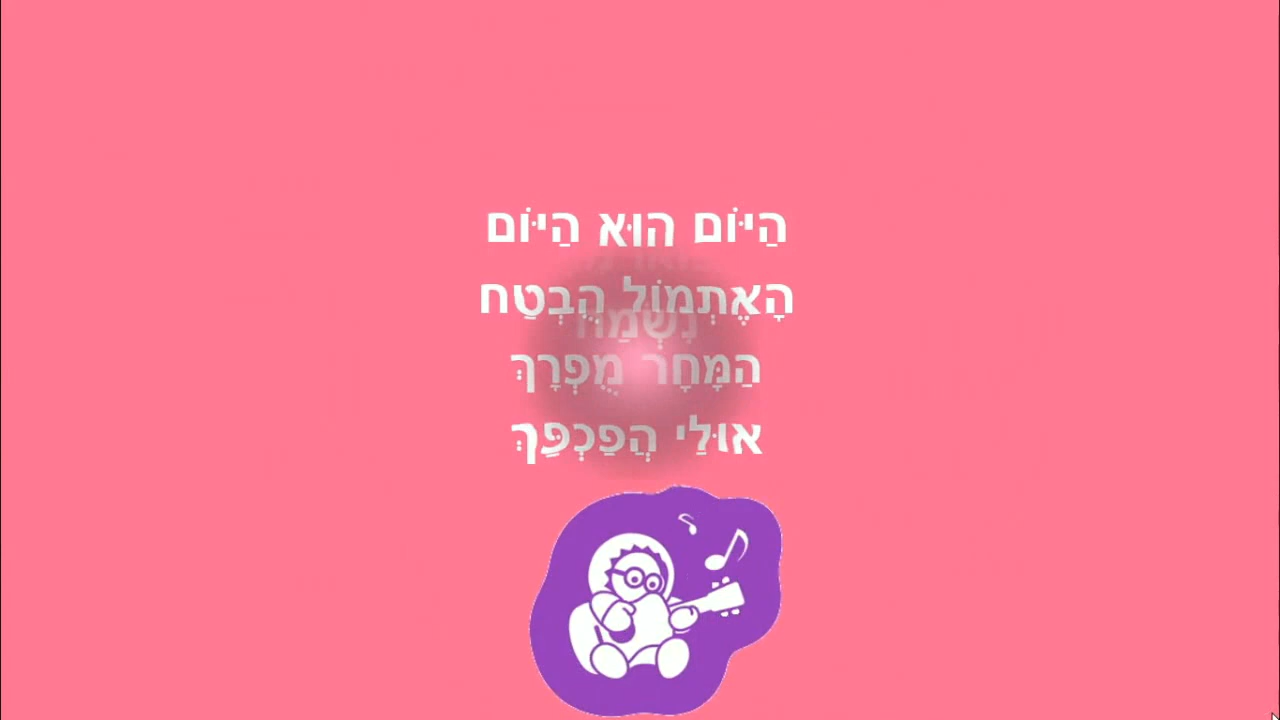 הַיּוֹם הוּא הַיּוֹם
הָאֶתְמוֹל הֻבְטַח
נִשְׂמַח
הַמָּחָר מְפֹרָךְ
אוּלַי הֲפַכְפַּךְ